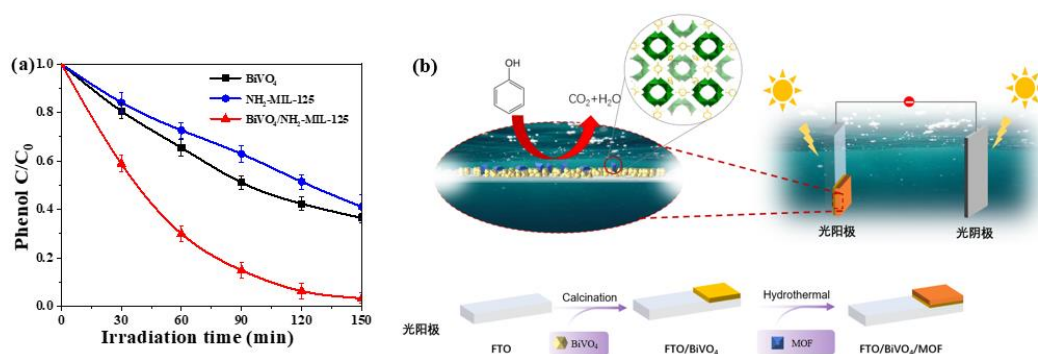 (a)
Phenol C/C₀
1.0
0.8
0.6
0.4
0.2
0.0
0 30 60 90 120 150
Irradiation time (min)
BiVO₄
NH₂-MIL-125
BiVO₄/NH₂-MIL-125
(b)
OH
CO₂+H₂O
光阳极
光阴极
光阳极
FTO
Calcination
BiVO₄
FTO/BiVO₄
Hydrothermal
MOF
FTO/BiVO₄/MOF